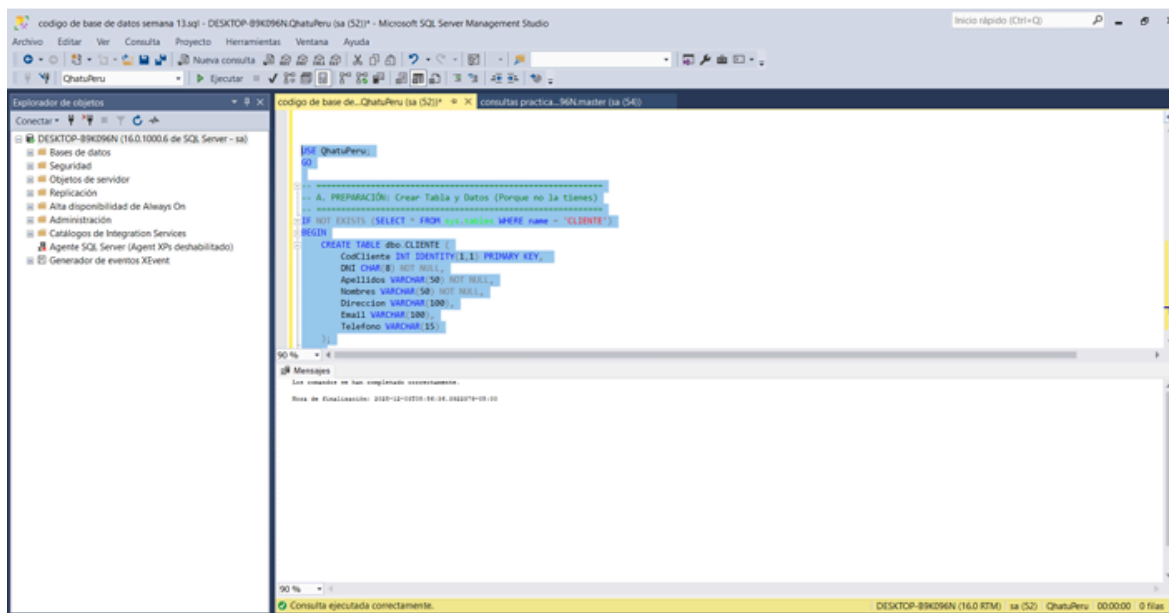 codigo de base de datos semana 13.sql - DESKTOP-B9K096N.QhatuPeru (sa (52))* - Microsoft SQL Server Management Studio
Inicio rápido (Ctrl+Q)
Archivo Editar Ver Consulta Proyecto Herramientas Ventana Ayuda
Nueva consulta
QhatuPeru
Ejecutar
Explorador de objetos
codigo de base de...QhatuPeru (sa (52))*
consultas practica...96N.master (sa (54))
Conectar
DESKTOP-B9K096N (16.0.1000.6 de SQL Server - sa)
Bases de datos
Seguridad
Objetos de servidor
Replicación
Alta disponibilidad de Always On
Administración
Catálogos de Integration Services
Agente SQL Server (Agent XPs deshabilitado)
Generador de eventos XEvent
USE QhatuPeru;
GO
-- A. PREPARACIÓN: Crear Tabla y Datos (Porque no la tienes)
IF NOT EXISTS (SELECT * FROM sys.tables WHERE name = 'CLIENTE')
BEGIN
CREATE TABLE dbo.CLIENTE (
CodCliente INT IDENTITY(1,1) PRIMARY KEY,
DNI CHAR(8) NOT NULL,
Apellidos VARCHAR(50) NOT NULL,
Nombres VARCHAR(50) NOT NULL,
Direccion VARCHAR(100),
Email VARCHAR(100),
Telefono VARCHAR(15)
);
90 %
Mensajes
Los comandos se han completado correctamente.
Hora de finalización:
90 %
Consulta ejecutada correctamente.
DESKTOP-B9K096N (16.0 RTM) sa (52) QhatuPeru 00:00:00 0 filas